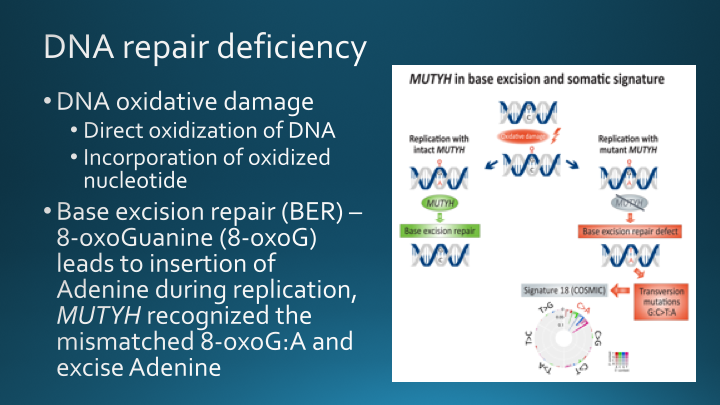 DNA repair deficiency
• DNA oxidative damage
• Direct oxidization of DNA
• Incorporation of oxidized
nucleotide
• Base excision repair (BER) –
8-oxoGuanine (8-oxoG)
leads to insertion of
Adenine during replication,
MUTYH recognized the
mismatched 8-oxoG:A and
excise Adenine
MUTYH in base excision and somatic signature
Oxidative damage
Replication with
intact MUTYH
Replication with
mutant MUTYH
MUTYH
MUTYH
Base excision repair
Base excision repair defect
Signature 18 (COSMIC)
Transversion
mutations
G:C>T:A
T>G
C>A
T>C
C>G
T>A
C>T